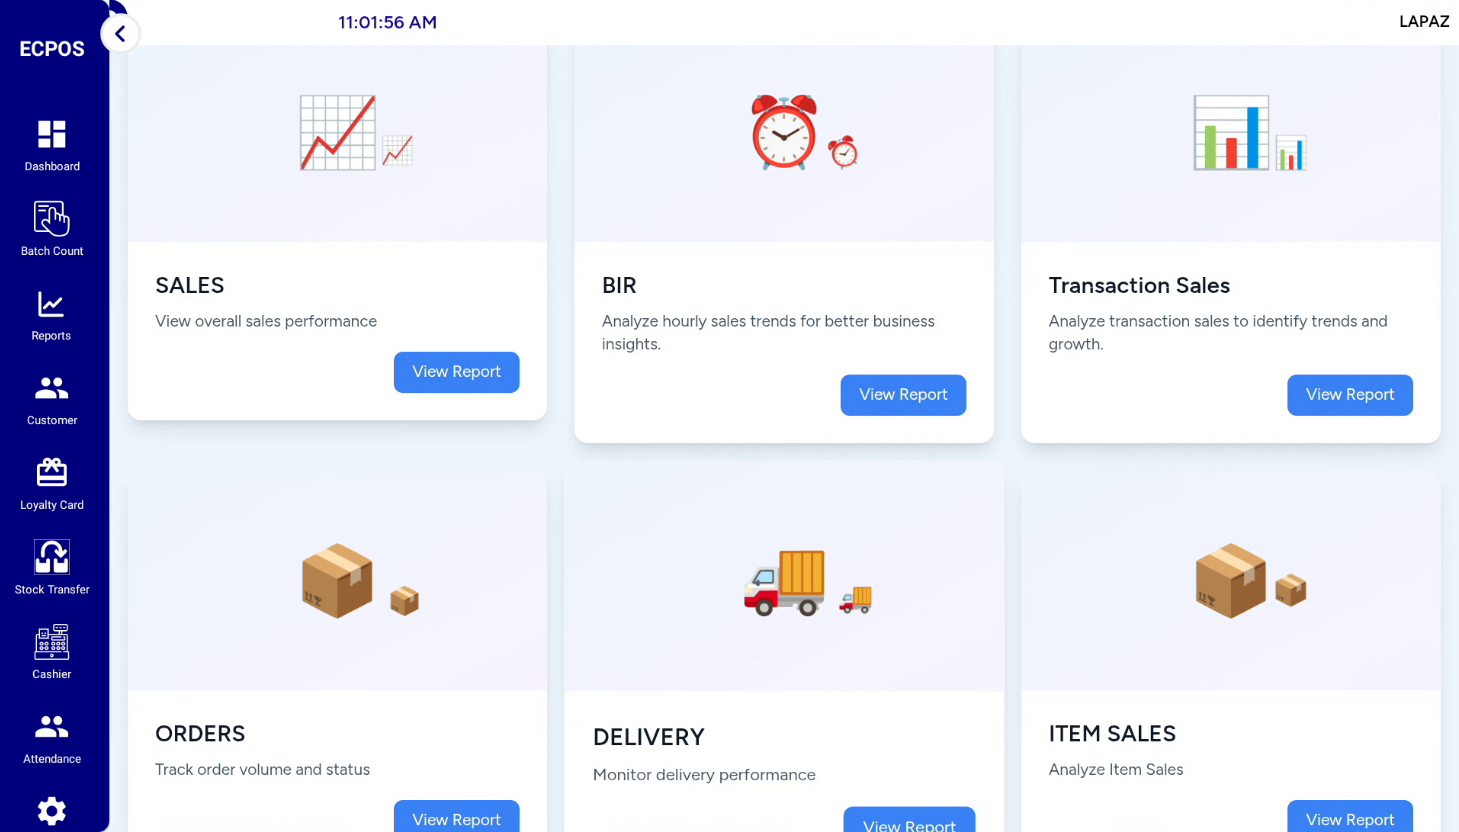 11:01:56 AM
LAPAZ
ECPOS
Dashboard
Batch Count
Reports
Customer
Loyalty Card
Stock Transfer
Cashier
Attendance
SALES
View overall sales performance
View Report
BIR
Analyze hourly sales trends for better business
insights.
View Report
Transaction Sales
Analyze transaction sales to identify trends and
growth.
View Report
ORDERS
Track order volume and status
View Report
DELIVERY
Monitor delivery performance
View Report
ITEM SALES
Analyze Item Sales
View Report